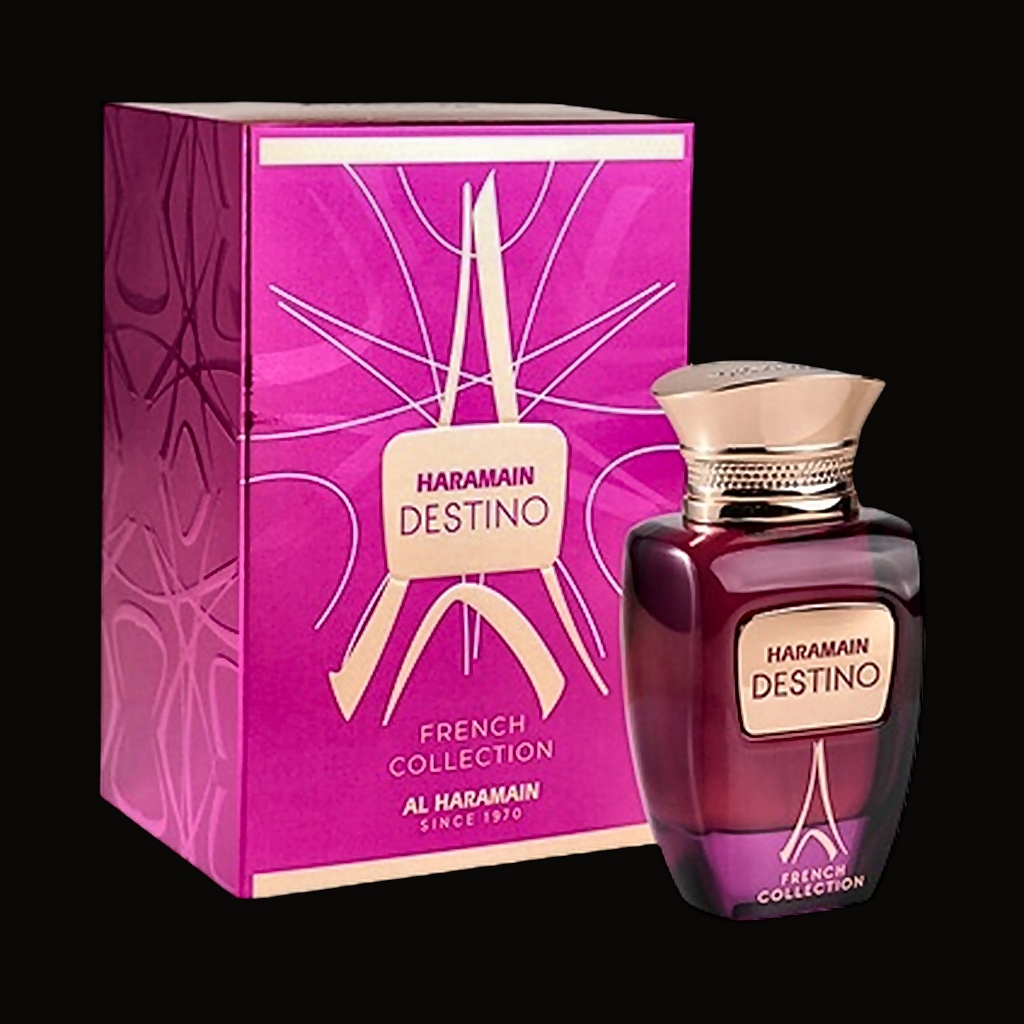 HARAMAIN
DESTINO
FRENCH
COLLECTION
AL HARAMAIN
SINCE 1970
HARAMAIN
DESTINO
FRENCH
COLLECTION